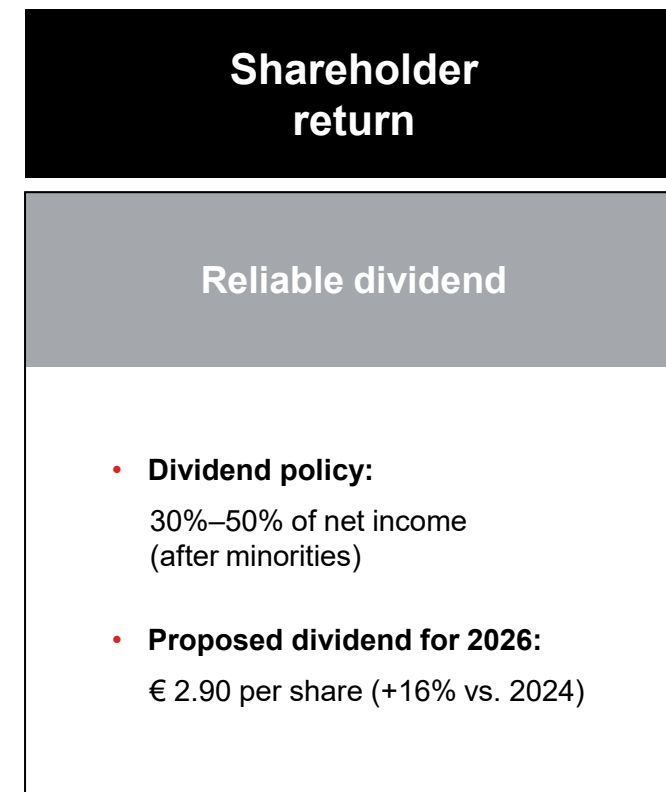 Shareholder
return
Reliable dividend
• Dividend policy:
30%–50% of net income
(after minorities)
• Proposed dividend for 2026:
€ 2.90 per share (+16% vs. 2024)